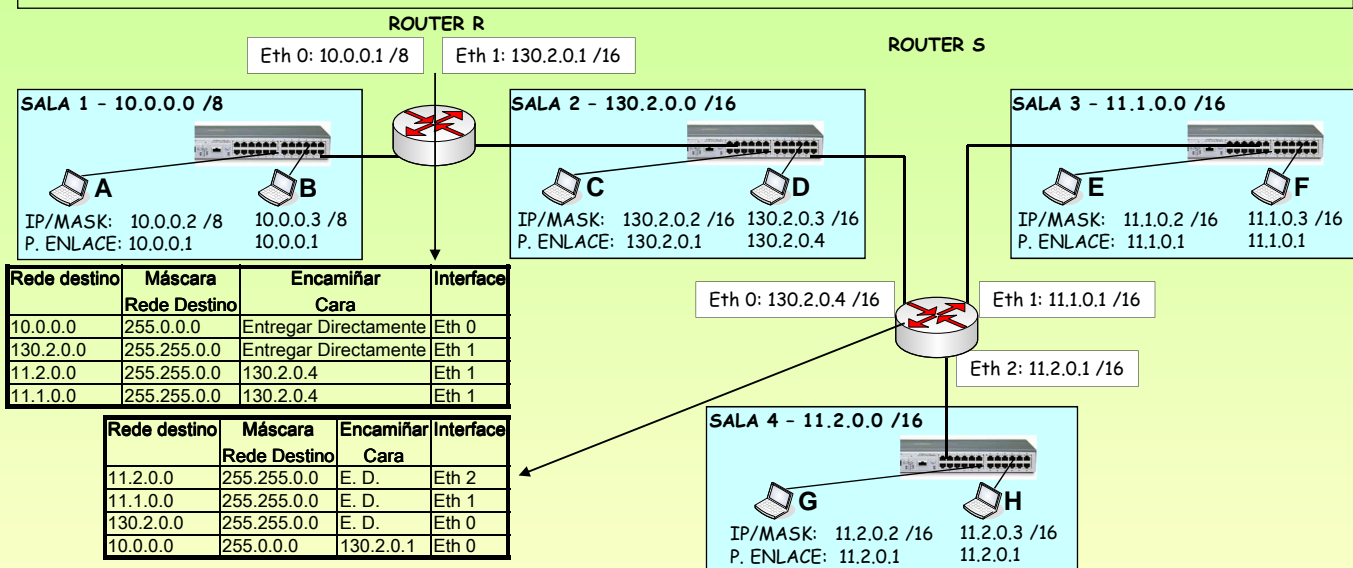 ROUTER R
ROUTER S
Eth 0: 10.0.0.1 /8
Eth 1: 130.2.0.1 /16
SALA 1 – 10.0.0.0 /8
A
B
IP/MASK: 10.0.0.2 /8 10.0.0.3 /8
P. ENLACE: 10.0.0.1 10.0.0.1
SALA 2 – 130.2.0.0 /16
C
D
IP/MASK: 130.2.0.2 /16 130.2.0.3 /16
P. ENLACE: 130.2.0.1 130.2.0.4
SALA 3 – 11.1.0.0 /16
E
F
IP/MASK: 11.1.0.2 /16 11.1.0.3 /16
P. ENLACE: 11.1.0.1 11.1.0.1
Rede destino Máscara Encamiñar Interface
Rede Destino Cara
10.0.0.0 255.0.0.0 Entregar Directamente Eth 0
130.2.0.0 255.255.0.0 Entregar Directamente Eth 1
11.2.0.0 255.255.0.0 130.2.0.4 Eth 1
11.1.0.0 255.255.0.0 130.2.0.4 Eth 1
Eth 0: 130.2.0.4 /16
Eth 1: 11.1.0.1 /16
Eth 2: 11.2.0.1 /16
Rede destino Máscara Encamiñar Interface
Rede Destino Cara
11.2.0.0 255.255.0.0 E. D. Eth 2
11.1.0.0 255.255.0.0 E. D. Eth 1
130.2.0.0 255.255.0.0 E. D. Eth 0
10.0.0.0 255.0.0.0 130.2.0.1 Eth 0
SALA 4 – 11.2.0.0 /16
G
H
IP/MASK: 11.2.0.2 /16 11.2.0.3 /16
P. ENLACE: 11.2.0.1 11.2.0.1